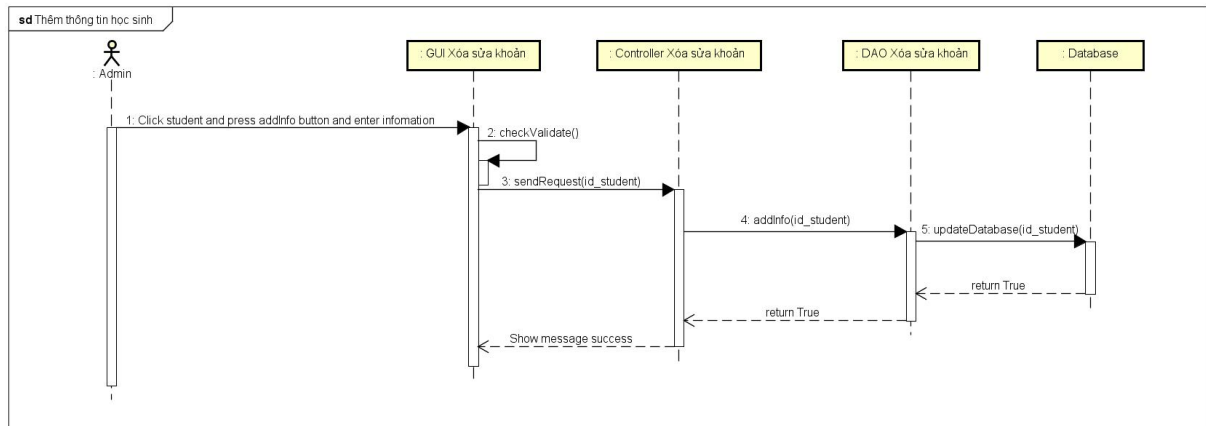 sd Thêm thông tin học sinh
: Admin
: GUI Xóa sửa khoản
: Controller Xóa sửa khoản
: DAO Xóa sửa khoản
: Database
1: Click student and press addInfo button and enter infomation
2: checkValidate()
3: sendRequest(id_student)
4: addInfo(id_student)
5: updateDatabase(id_student)
return True
return True
Show message success